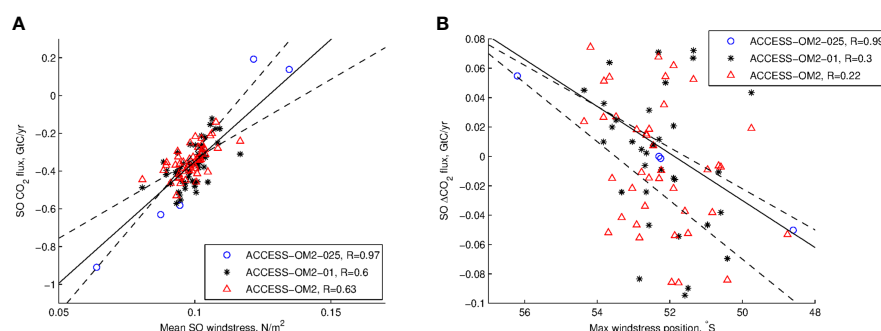 A
0.2
0
−0.2
−0.4
−0.6
−0.8
−1
SO CO2 flux, GtC/yr
ACCESS−OM2−025, R=0.97
ACCESS−OM2−01, R=0.6
ACCESS−OM2, R=0.63
0.05
0.1
0.15
Mean SO windstress, N/m2
B
0.08
0.06
0.04
0.02
0
−0.02
−0.04
−0.06
−0.08
−0.1
SO ΔCO2 flux, GtC/yr
ACCESS−OM2−025, R=0.99
ACCESS−OM2−01, R=0.3
ACCESS−OM2, R=0.22
56
54
52
50
48
Max windstress position, °S